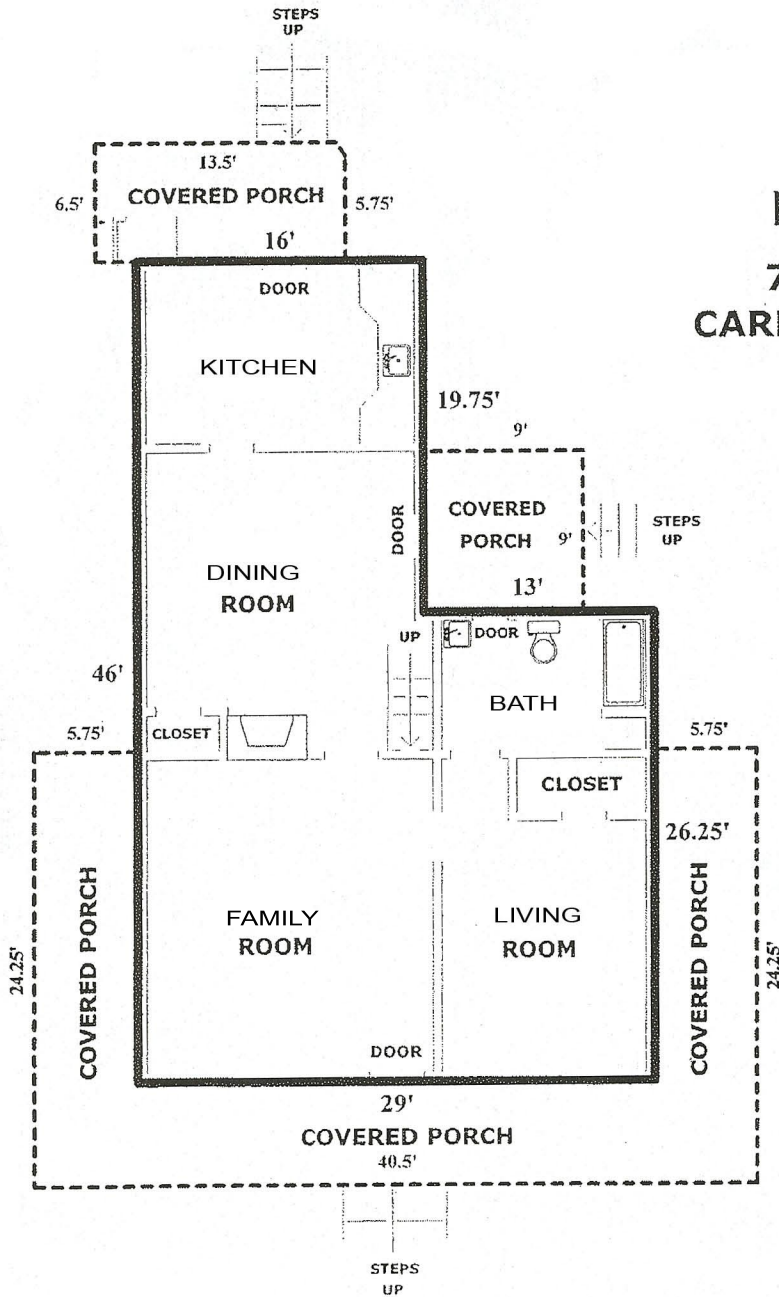 STEPS
UP
13.5'
6.5'
COVERED PORCH
5.75'
16'
DOOR
7
CARI
KITCHEN
19.75'
9'
COVERED
PORCH
9'
STEPS
UP
DOOR
DINING
ROOM
13'
UP
DOOR
46'
BATH
5.75'
CLOSET
5.75'
CLOSET
26.25'
FAMILY
ROOM
LIVING
ROOM
COVERED PORCH
COVERED PORCH
24.25'
24.25'
DOOR
29'
COVERED PORCH
40.5'
STEPS
UP